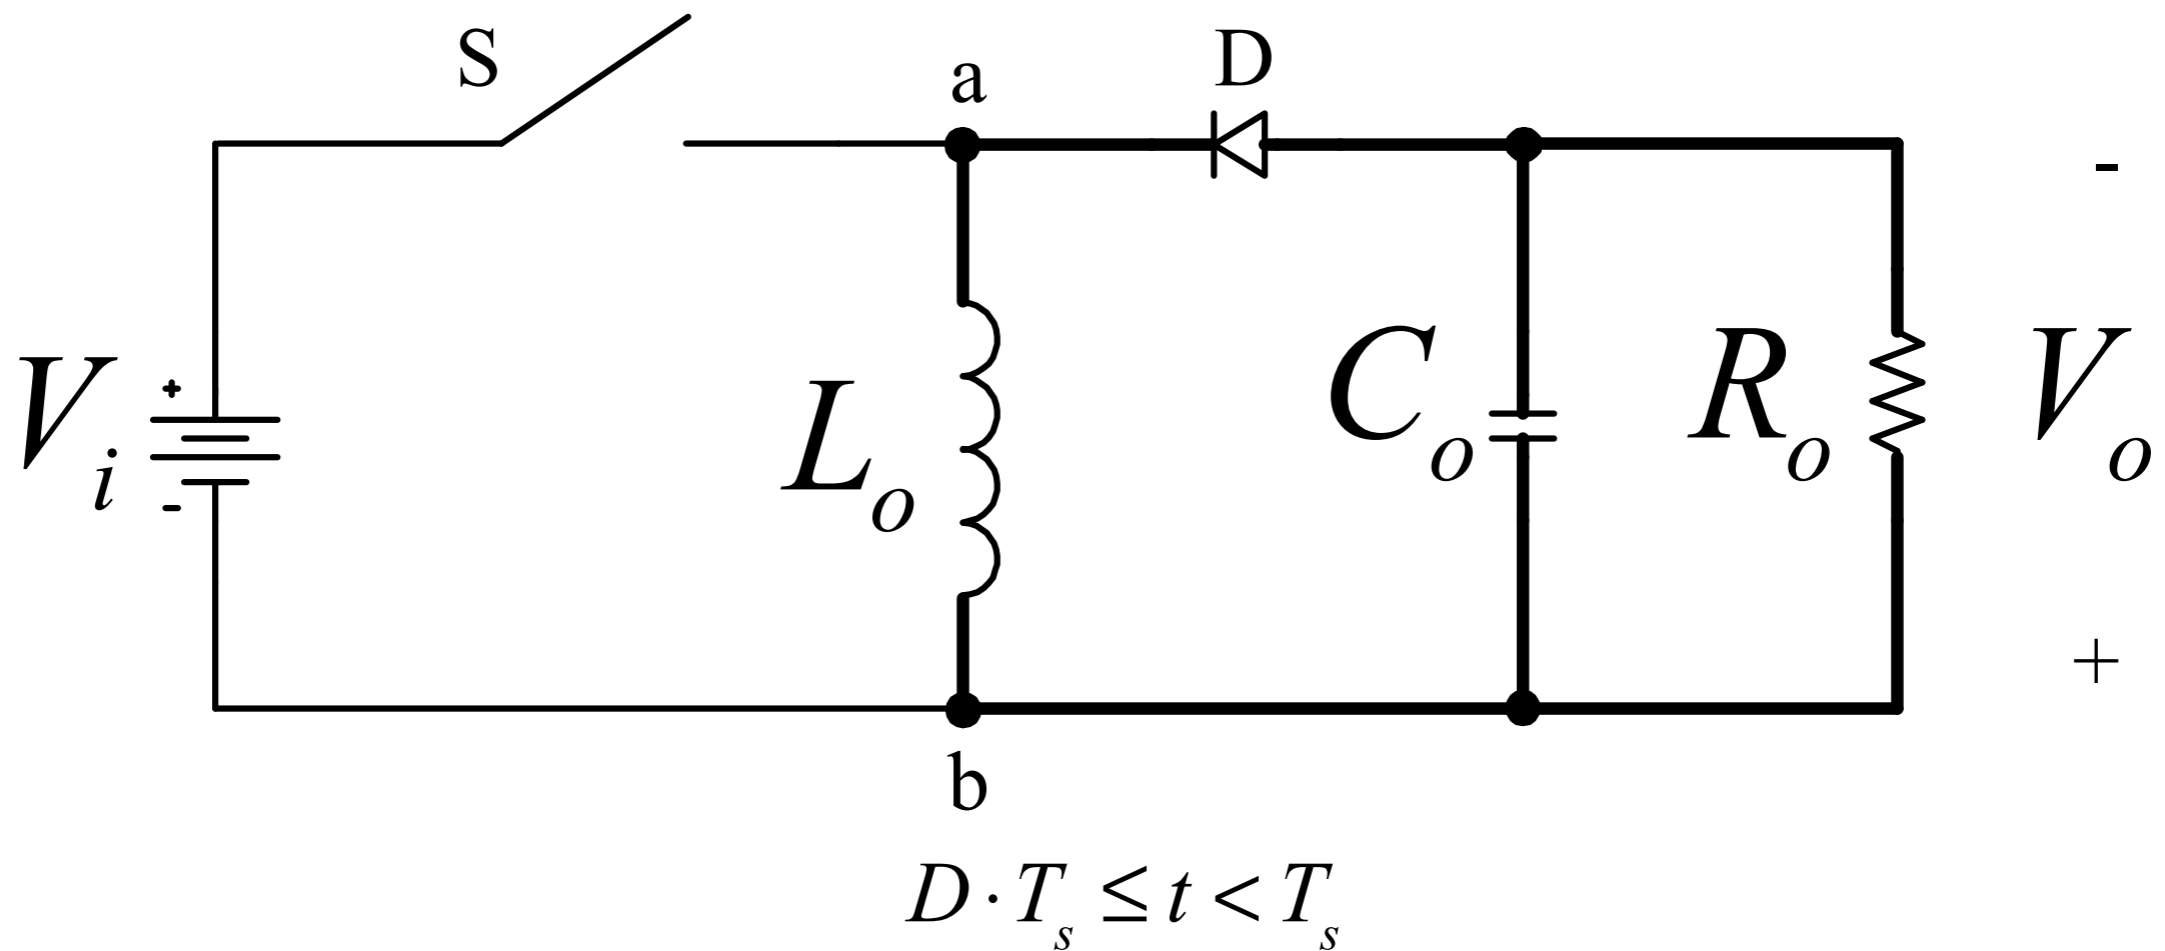 S
a
D
-
+
V_i
-
L_o
C_o
R_o
V_o
+
b
D · T_s ≤ t < T_s